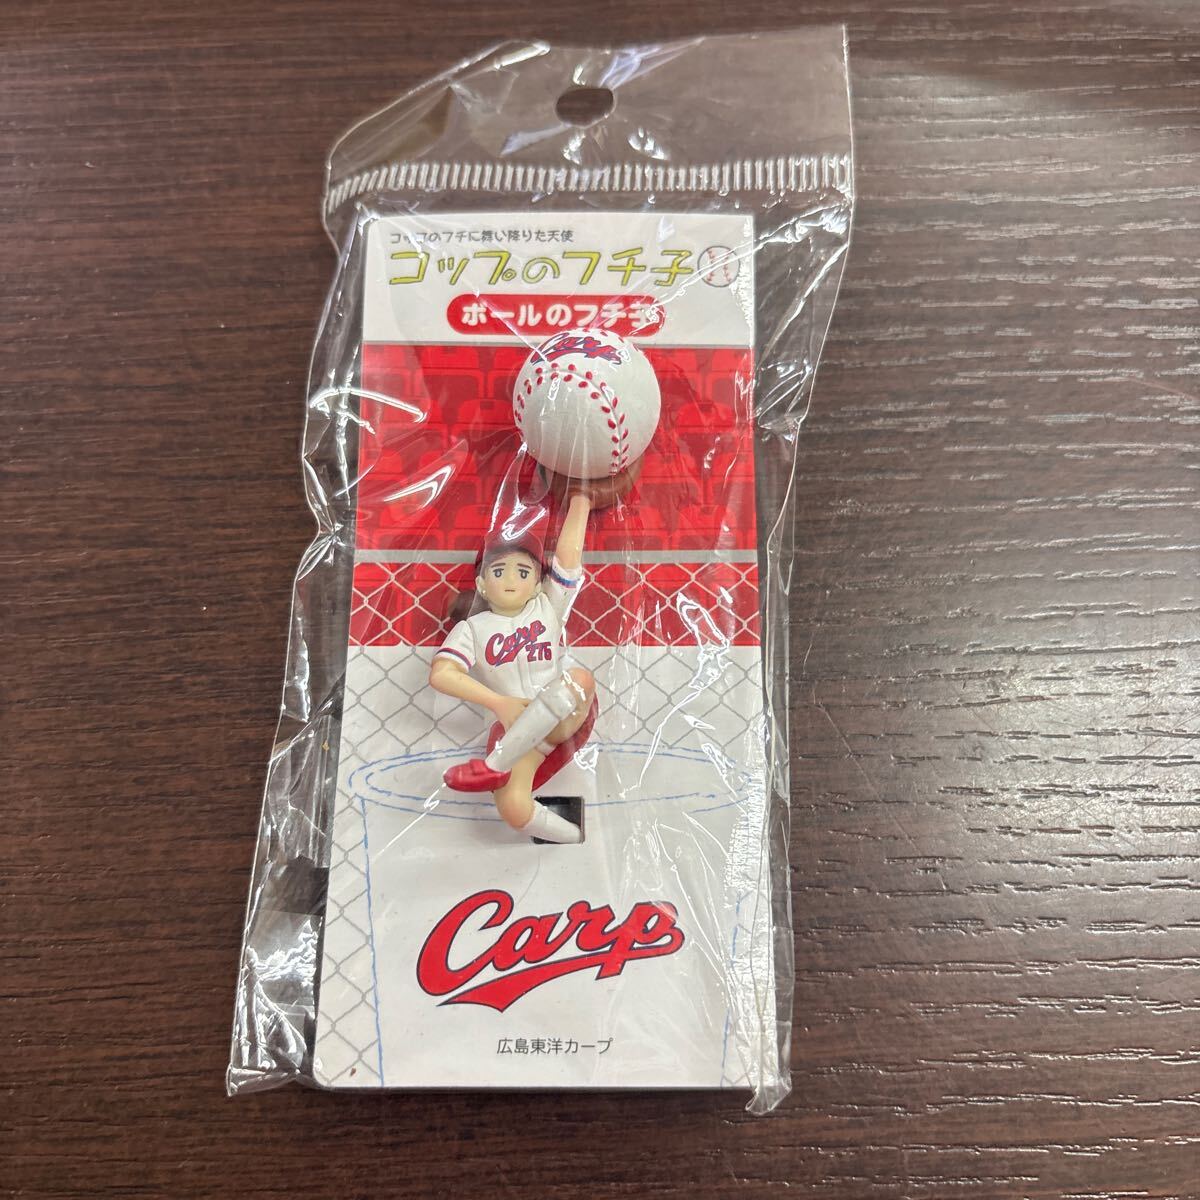 コップのフチに舞い降りた天使
コップのフチ子
ボールのフチ子
Carp
Carp
275
Carp
広島東洋カープ